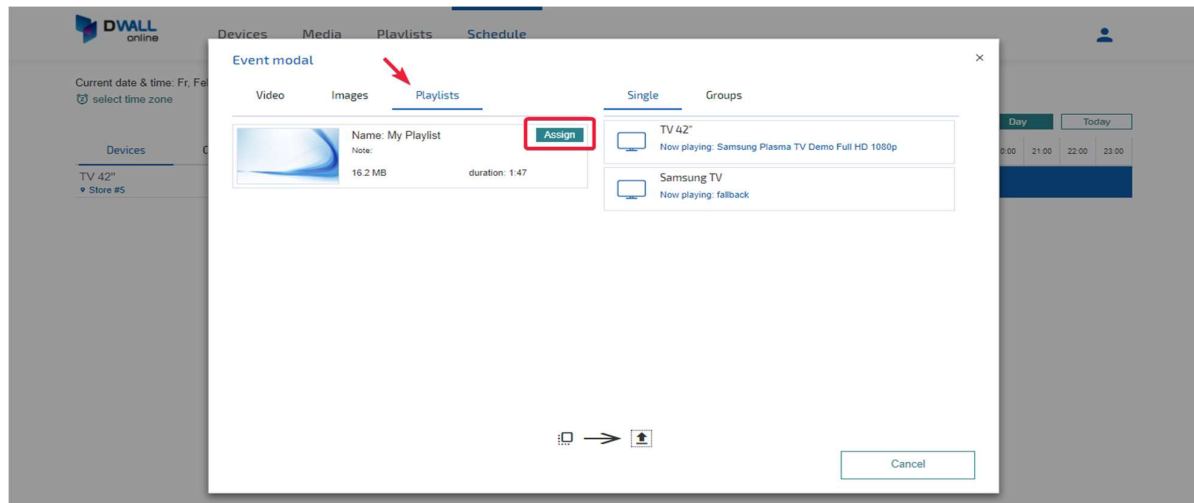 DWALL
online
Devices Media Playlists Schedule
Current date & time: Fr, Fe
select time zone
Devices
TV 42"
Store #5
Day Today
0:00 21:00 22:00 23:00
Event modal
×
Video Images Playlists
Name: My Playlist
Assign
Note:
16.2 MB duration: 1:47
Single Groups
TV 42"
Now playing: Samsung Plasma TV Demo Full HD 1080p
Samsung TV
Now playing: fallback
Cancel